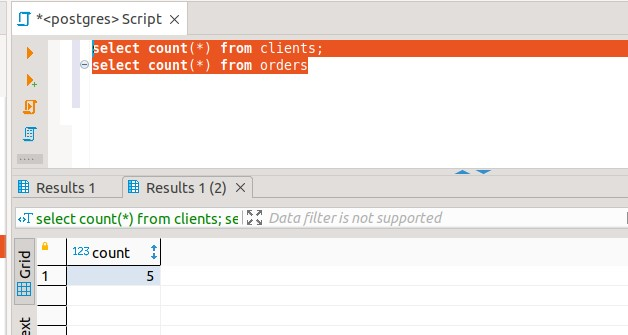 *<postgres> Script
select count(*) from clients;
select count(*) from orders
Results 1
Results 1 (2)
select count(*) from clients; se
Data filter is not supported
Grid
123 count
1 5
ext